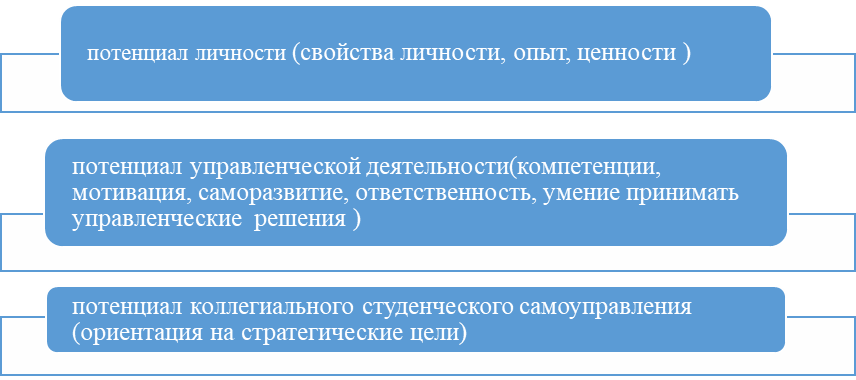 потенциал личности (свойства личности, опыт, ценности )
потенциал управленческой деятельности(компетенции,
мотивация, саморазвитие, ответственность, умение принимать
управленческие  решения )
потенциал коллегиального студенческого самоуправления
(ориентация на стратегические цели)